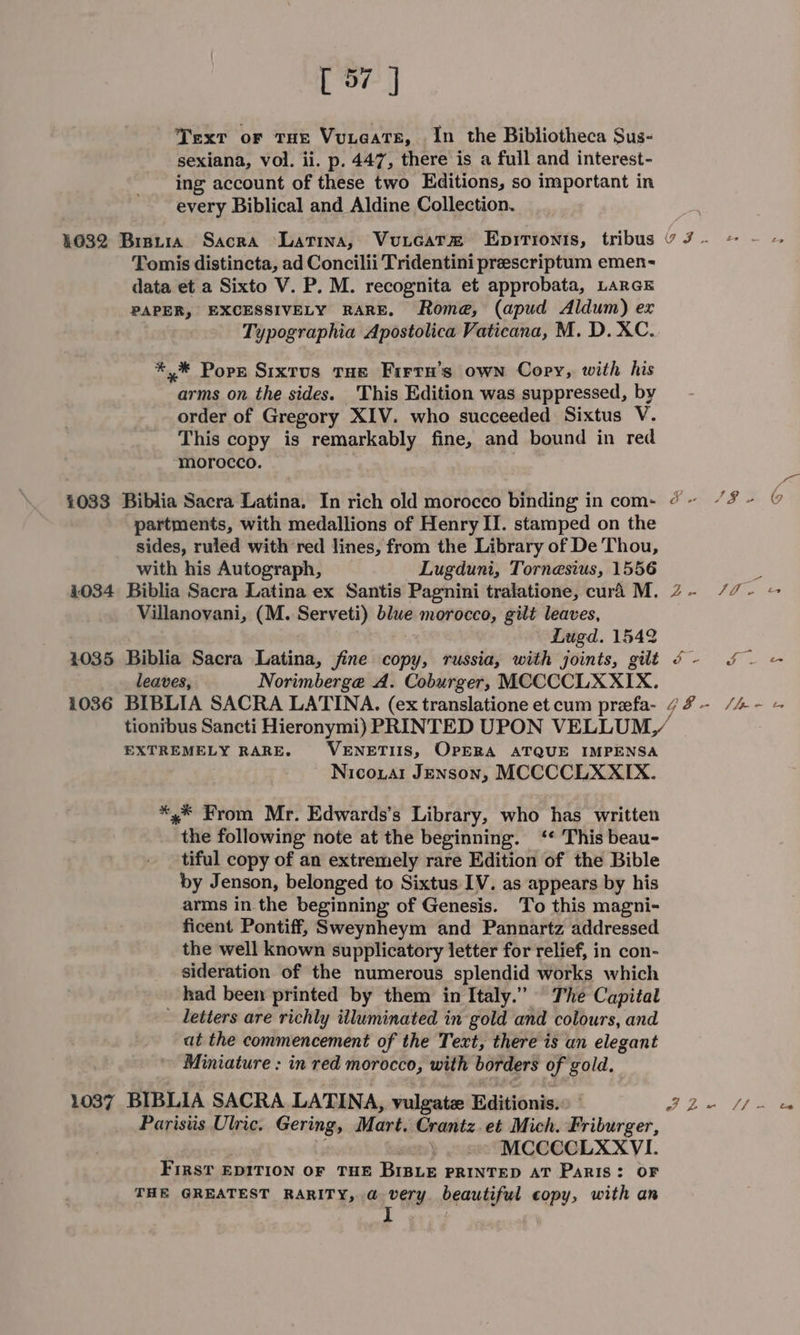 [ 57 ]
TEXT OF THE VULGATE, In the Bibliotheca Sus-
sexiana, vol. ii. p. 447, there is a full and interest-
ing account of these two Editions, so important in
every Biblical and Aldine Collection.
1032 BIBLIA SACRA LATINA, VULGATÆ EDITIONIS, tribus
Tomis distincta, ad Concilii Tridentini præscriptum emen-
data et a Sixto V. P. M. recognita et approbata, LARGE
PAPER, EXCESSIVELY RARE. Romæ, (apud Aldum) ex
Typographia Apostolica Vaticana, M. D. XC.
*⁎* POPE SIXTUS THE FIFTH'S OWN COPY, with his
arms on the sides. This Edition was suppressed, by
order of Gregory XIV. who succeeded Sixtus V.
This copy is remarkably fine, and bound in red
morocco.
1033 Biblia Sacra Latina. In rich old morocco binding in com-
partments, with medallions of Henry II. stamped on the
sides, ruled with red lines, from the Library of De Thou,
with his Autograph, Lugduni, Tornæsius, 1556
1034 Biblia Sacra Latina ex Santis Pagnini tralatione, curâ M.
Villanovani, (M. Serveti) blue morocco, gilt leaves,
Lugd. 1542
1035 Biblia Sacra Latina, fine copy, russia, with joints, gilt
leaves, Norimbergæ A. Coburger, MCCCCLXXIX.
1036 BIBLIA SACRA LATINA. (ex translatione et cum præfa-
tionibus Sancti Hieronymi) PRINTED UPON VELLUM,
EXTREMELY RARE. VENETIIS, OPERA ATQUE IMPENSA
NICOLAI JENSON, MCCCCLXXIX.
*⁎* From Mr. Edwards's Library, who has written
the following note at the beginning. “ This beau-
tiful copy of an extremely rare Edition of the Bible
by Jenson, belonged to Sixtus IV. as appears by his
arms in the beginning of Genesis. To this magni-
ficent Pontiff, Sweynheym and Pannartz addressed
the well known supplicatory letter for relief, in con-
sideration of the numerous splendid works which
had been printed by them in Italy.” The Capital
letters are richly illuminated in gold and colours, and
at the commencement of the Text, there is an elegant
Miniature : in red morocco, with borders of gold.
1037 BIBLIA SACRA LATINA, vulgatæ Editionis.
Parisiis Ulric. Gering, Mart. Crantz et Mich. Friburger,
MCCCCLXXVI.
FIRST EDITION OF THE BIBLE PRINTED AT PARIS: OF
THE GREATEST RARITY, a very beautiful copy, with an
I